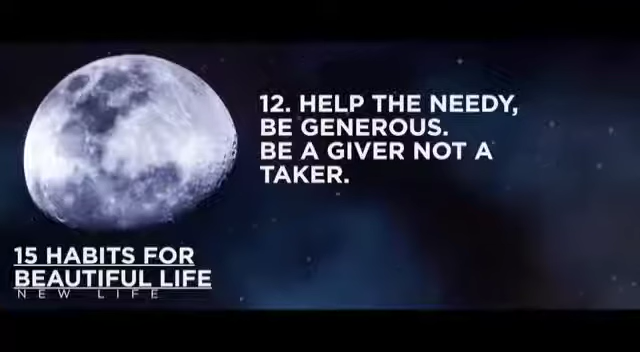 12. HELP THE NEEDY,
BE GENEROUS.
BE A GIVER NOT A
TAKER.
15 HABITS FOR
BEAUTIFUL LIFE
NEW LIFE